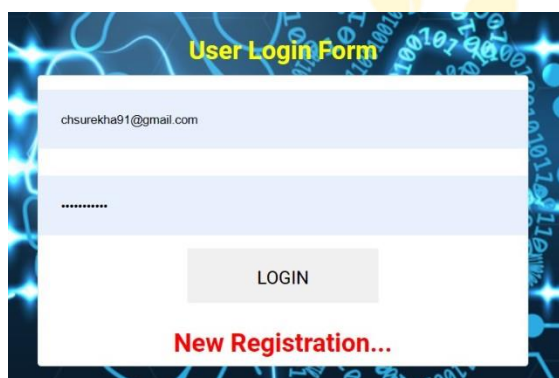 User Login Form
chsurekha91@gmail.com
•••••••••••
LOGIN
New Registration...